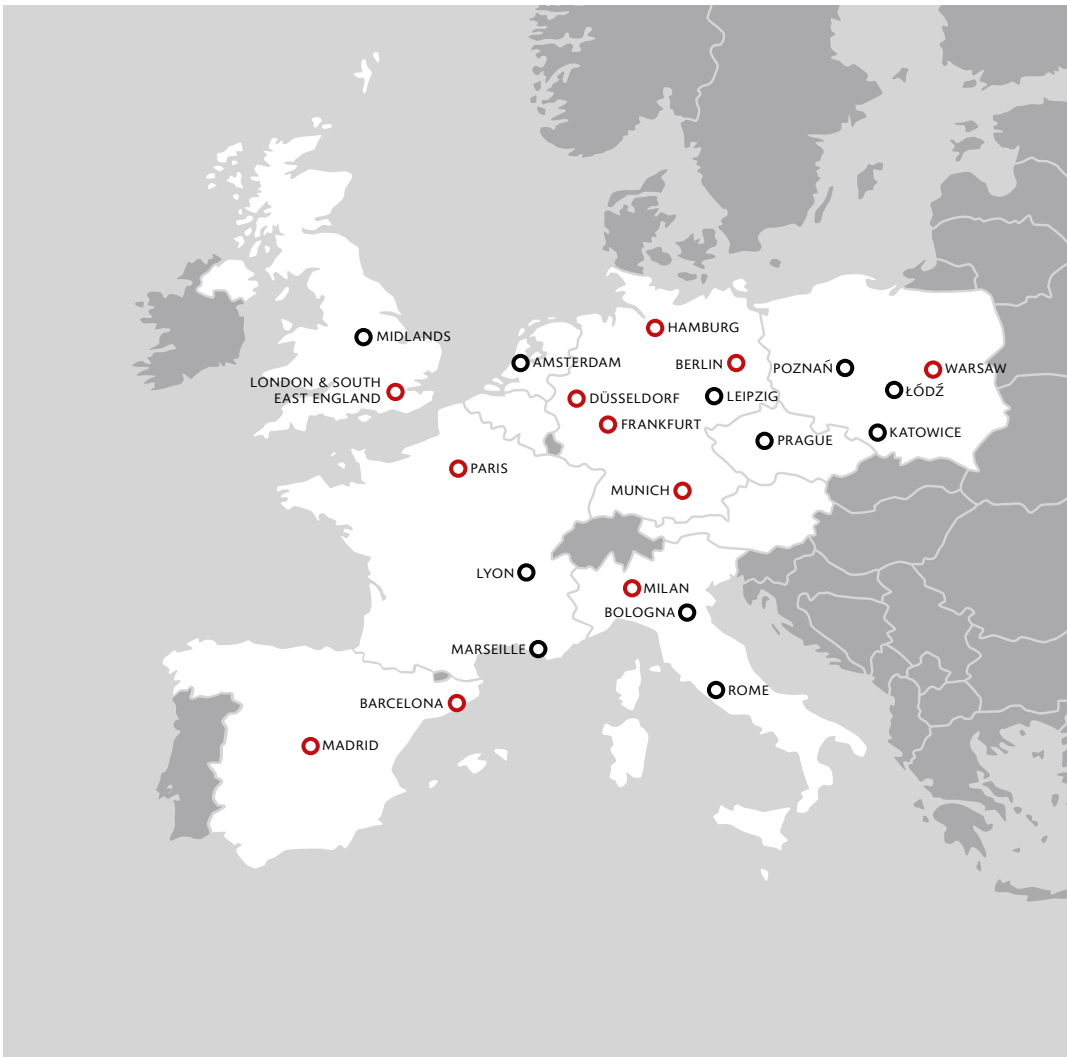 HAMBURG
MIDLANDS
AMSTERDAM
BERLIN
POZNAŃ
WARSAW
LONDON & SOUTH
EAST ENGLAND
DÜSSELDORF
LEIPZIG
ŁÓDŹ
FRANKFURT
PRAGUE
KATOWICE
PARIS
MUNICH
LYON
MILAN
BOLOGNA
MARSEILLE
ROME
BARCELONA
MADRID